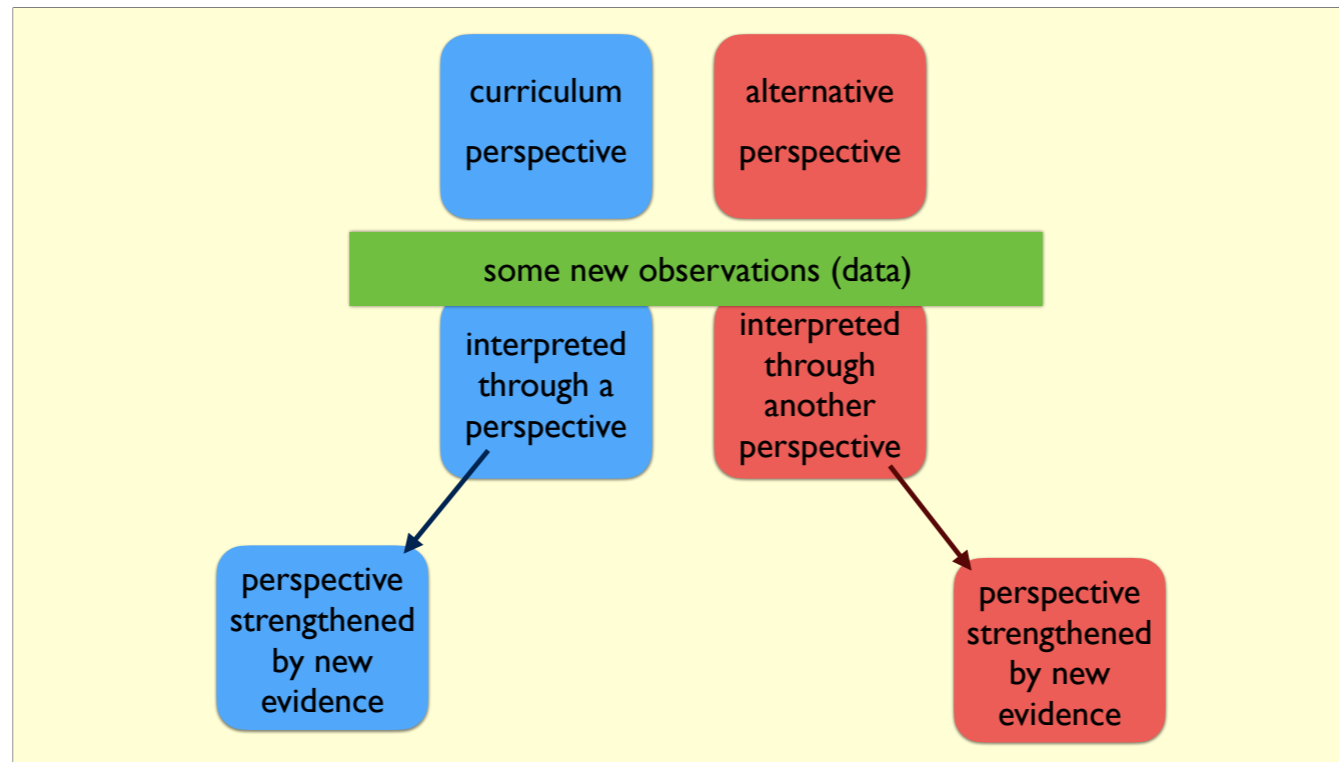 curriculum
perspective
alternative
perspective
some new observations (data)
interpreted
through a
perspective
interpreted
through
another
perspective
perspective
strengthened
by new
evidence
perspective
strengthened
by new
evidence